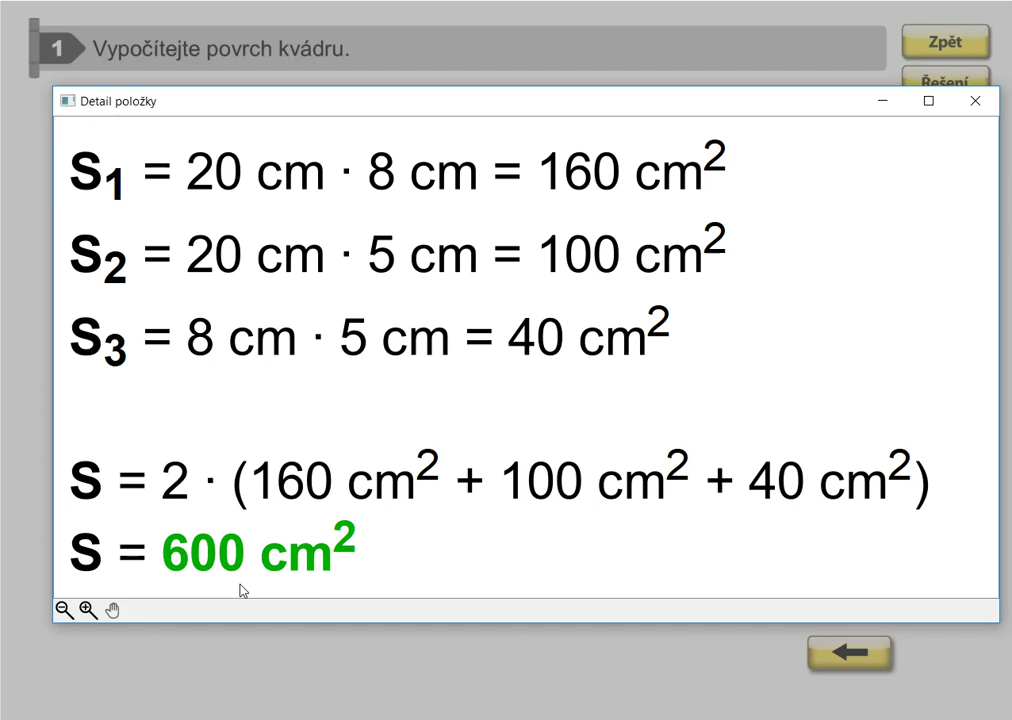 1 Vypočítejte povrch kvádru.
Zpět
Řešení
Detail položky
S₁ = 20 cm · 8 cm = 160 cm²
S₂ = 20 cm · 5 cm = 100 cm²
S₃ = 8 cm · 5 cm = 40 cm²
S = 2 · (160 cm² + 100 cm² + 40 cm²)
S = 600 cm²